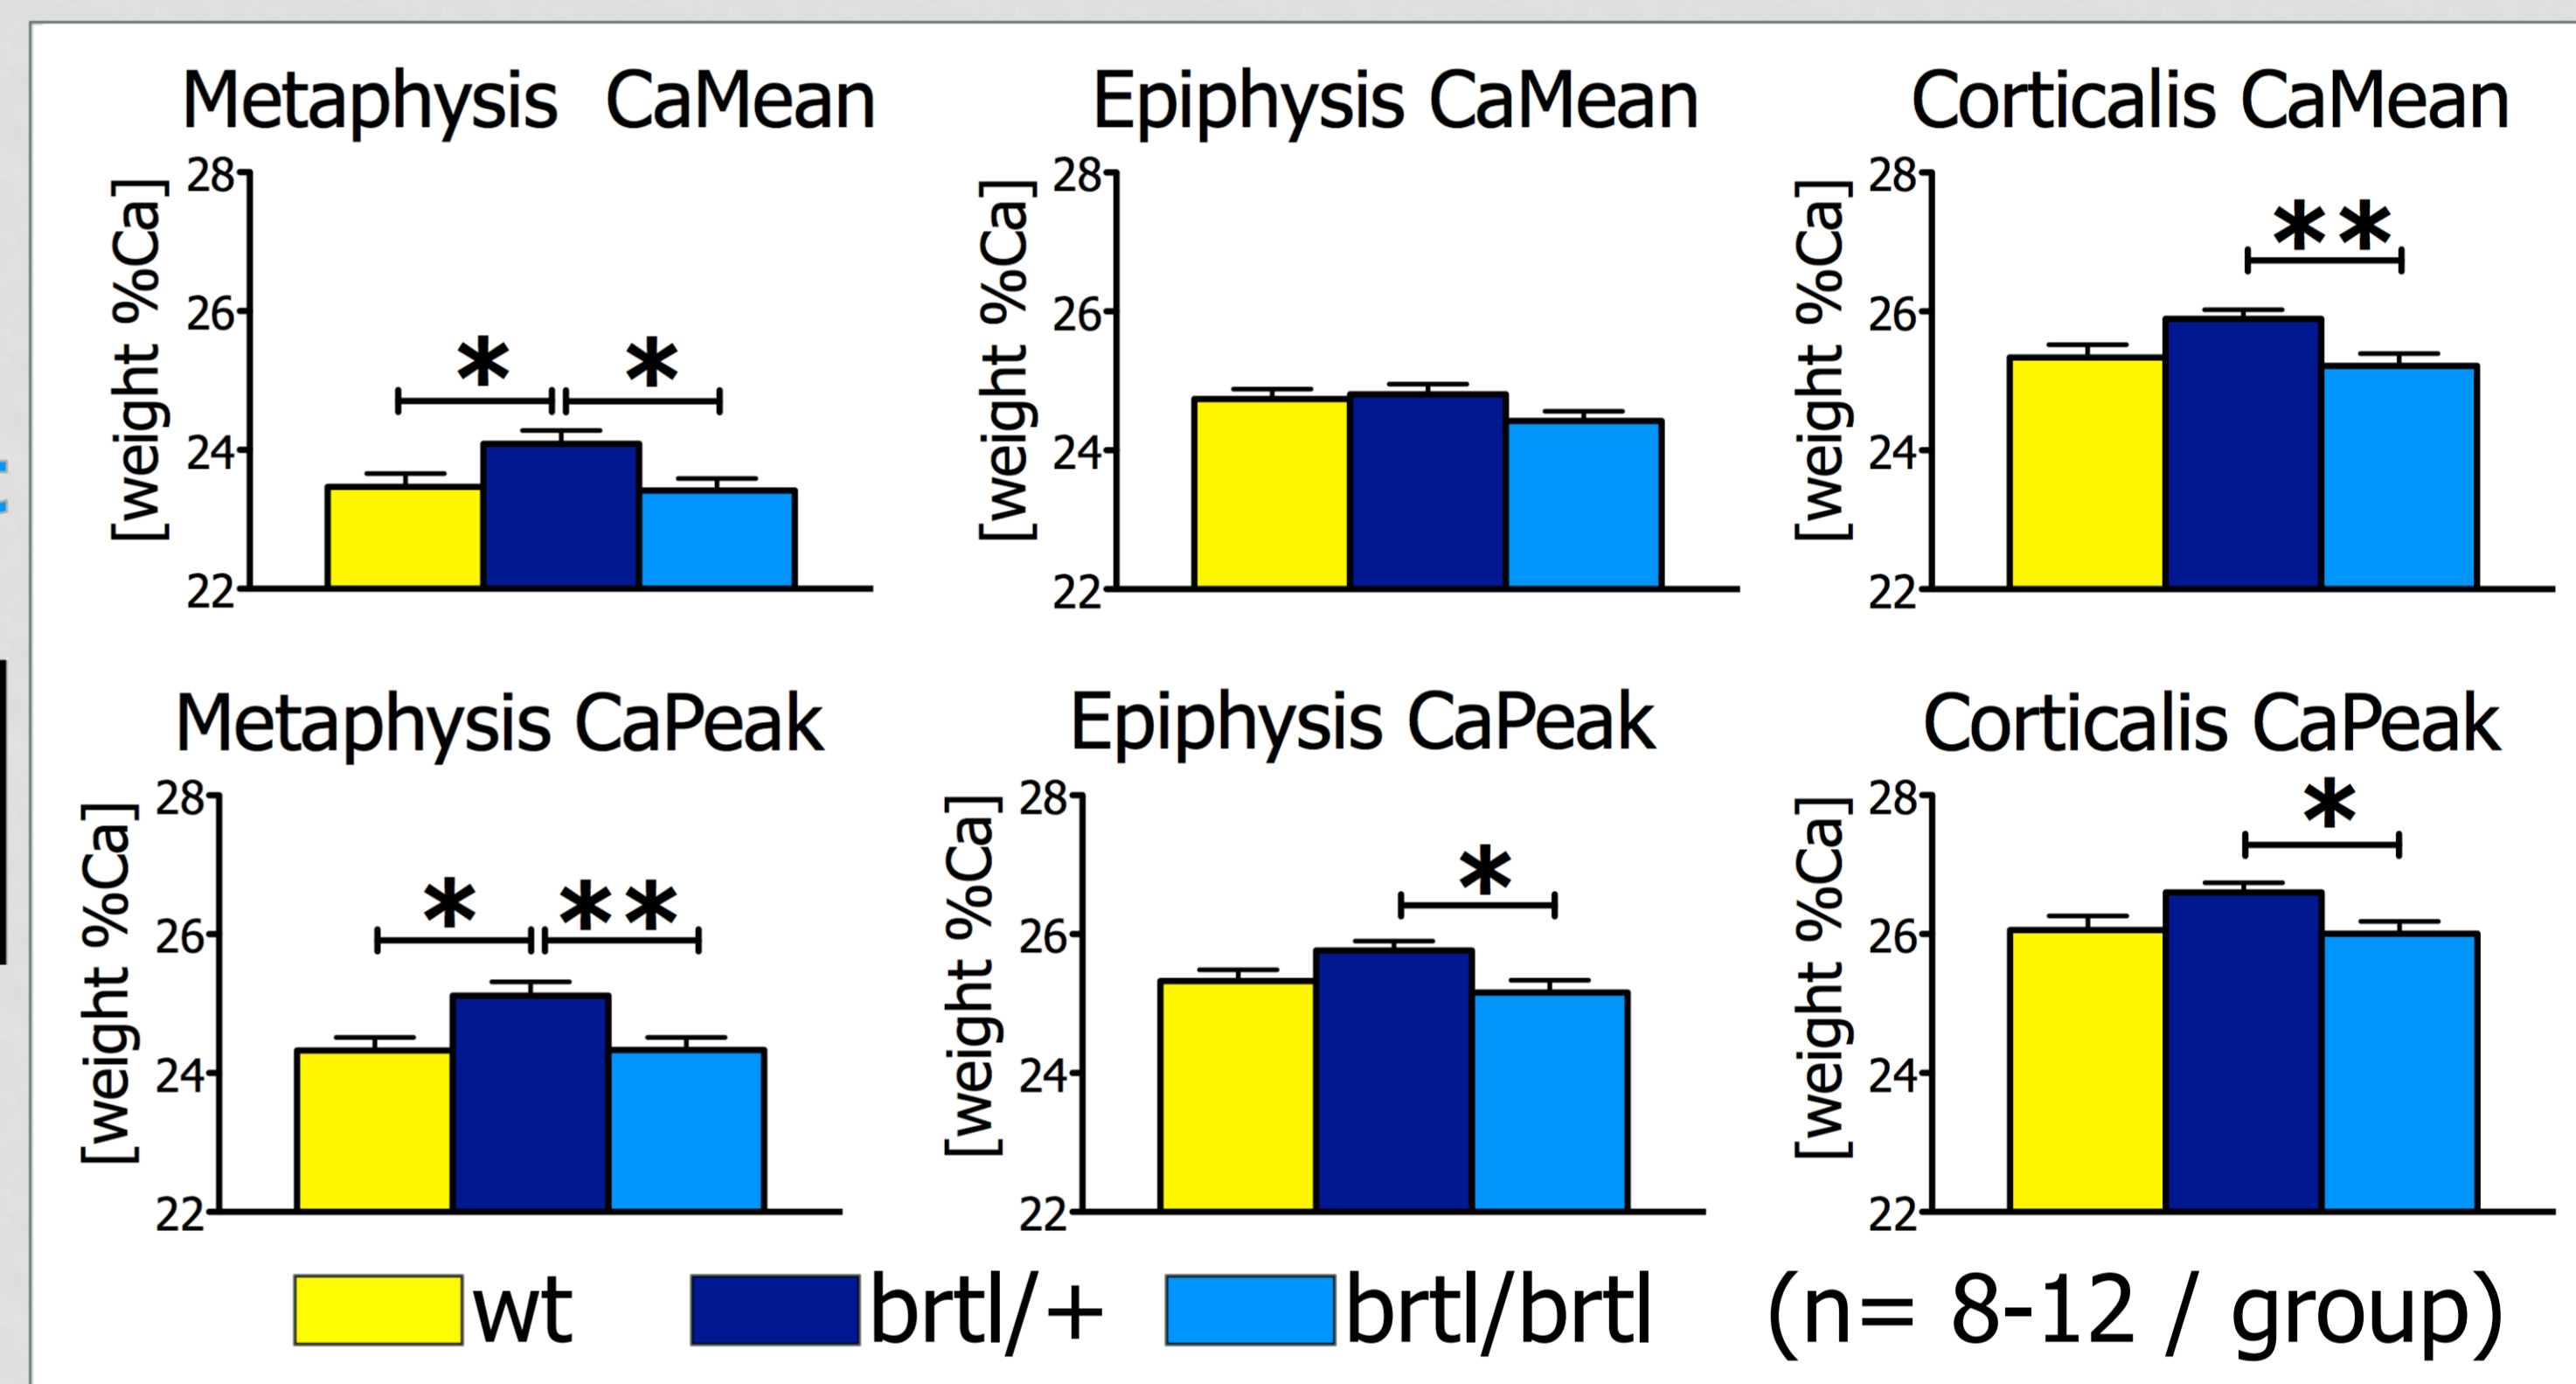 Metaphysis CaMean
[weight %Ca]
28
26
24
22
* *
Epiphysis CaMean
[weight %Ca]
28
26
24
22
Corticalis CaMean
[weight %Ca]
28
26
24
22
**
Metaphysis CaPeak
[weight %Ca]
28
26
24
22
* **
Epiphysis CaPeak
[weight %Ca]
28
26
24
22
*
Corticalis CaPeak
[weight %Ca]
28
26
24
22
*
wt brtl/+ brtl/brtl (n= 8-12 / group)